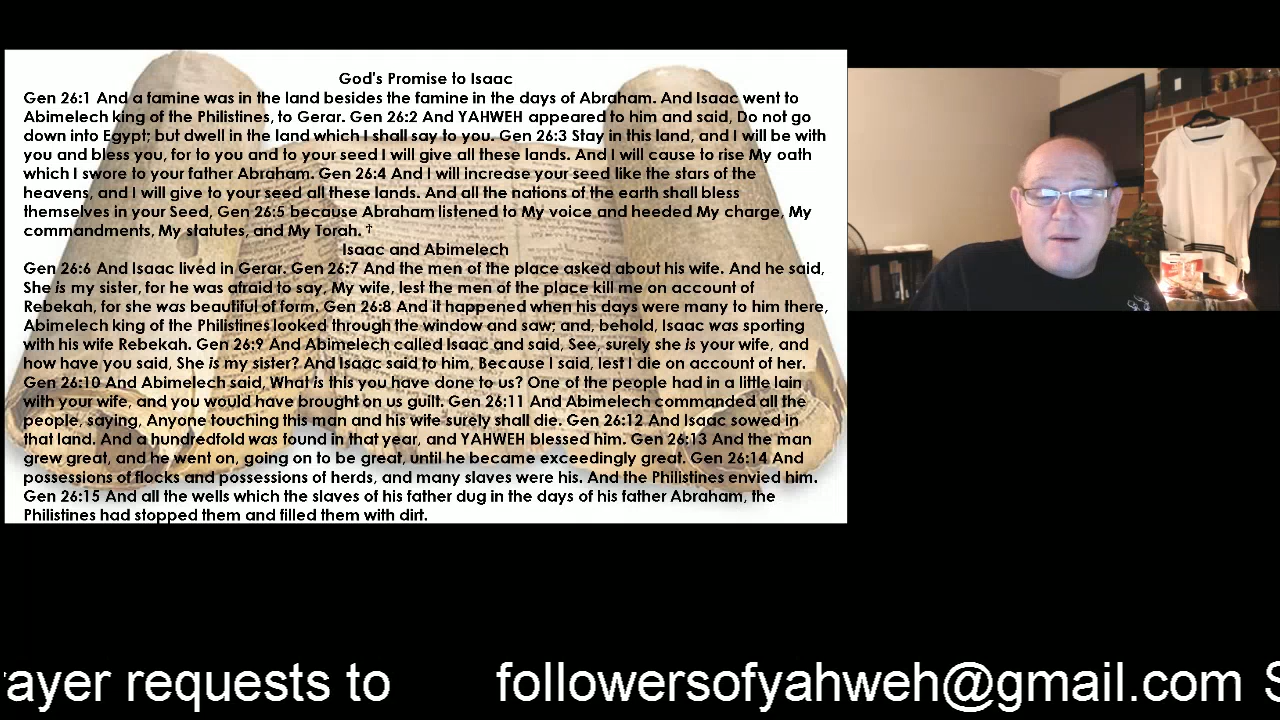 God's Promise to Isaac
Gen 26:1 And a famine was in the land besides the famine in the days of Abraham. And Isaac went to
Abimelech king of the Philistines, to Gerar. Gen 26:2 And YAHWEH appeared to him and said, Do not go
down into Egypt; but dwell in the land which I shall say to you. Gen 26:3 Stay in this land, and I will be with
you and bless you, for to you and to your seed I will give all these lands. And I will cause to rise My oath
which I swore to your father Abraham. Gen 26:4 And I will increase your seed like the stars of the
heavens, and I will give to your seed all these lands. And all the nations of the earth shall bless
themselves in your Seed, Gen 26:5 because Abraham listened to My voice and heeded My charge, My
commandments, My statutes, and My Torah. †
Isaac and Abimelech
Gen 26:6 And Isaac lived in Gerar. Gen 26:7 And the men of the place asked about his wife. And he said,
She is my sister, for he was afraid to say, My wife, lest the men of the place kill me on account of
Rebekah, for she was beautiful of form. Gen 26:8 And it happened when his days were many to him there,
Abimelech king of the Philistines looked through the window and saw; and, behold, Isaac was sporting
with his wife Rebekah. Gen 26:9 And Abimelech called Isaac and said, See, surely she is your wife, and
how have you said, She is my sister? And Isaac said to him, Because I said, lest I die on account of her.
Gen 26:10 And Abimelech said, What is this you have done to us? One of the people had in a little lain
with your wife, and you would have brought on us guilt. Gen 26:11 And Abimelech commanded all the
people, saying, Anyone touching this man and his wife surely shall die. Gen 26:12 And Isaac sowed in
that land. And a hundredfold was found in that year, and YAHWEH blessed him. Gen 26:13 And the man
grew great, and he went on, going on to be great, until he became exceedingly great. Gen 26:14 And
possessions of flocks and possessions of herds, and many slaves were his. And the Philistines envied him.
Gen 26:15 And all the wells which the slaves of his father dug in the days of his father Abraham, the
Philistines had stopped them and filled them with dirt.
rayer requests to followersofyahweh@gmail.com S